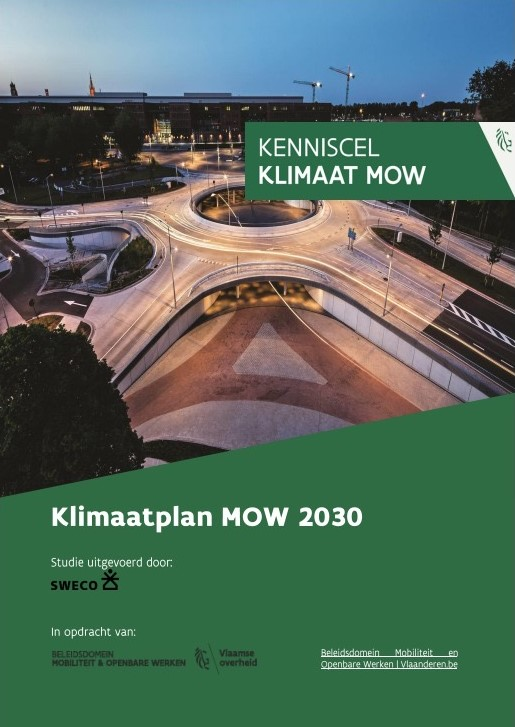 KENNISCEL
KLIMAAT MOW
Klimaatplan MOW 2030
Studie uitgevoerd door:
SWECO
In opdracht van:
BELEIDSDOMEIN
MOBILITEIT & OPENBARE WERKEN
Vlaamse
overheid
Beleidsdomein Mobiliteit en
Openbare Werken | Vlaanderen.be